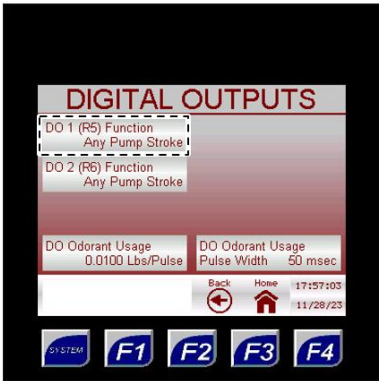 DIGITAL OUTPUTS
DO 1 (R5) Function
Any Pump Stroke
DO 2 (R6) Function
Any Pump Stroke
DO Odorant Usage
0.0100 Lbs/Pulse
DO Odorant Usage
Pulse Width 50 msec
Back
Home
17:57:03
11/28/23
SYSTEM
F1
F2
F3
F4